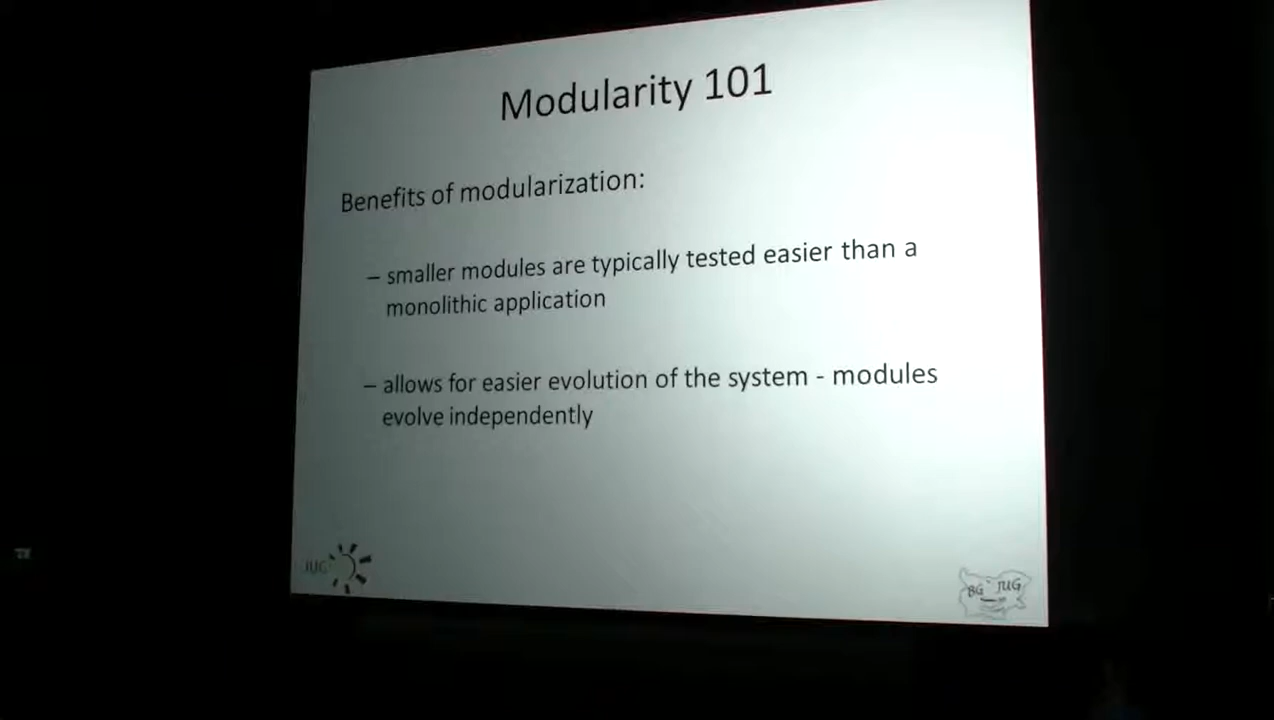 Modularity 101
Benefits of modularization:
– smaller modules are typically tested easier than a
monolithic application
– allows for easier evolution of the system - modules
evolve independently
JUG
BG JUG